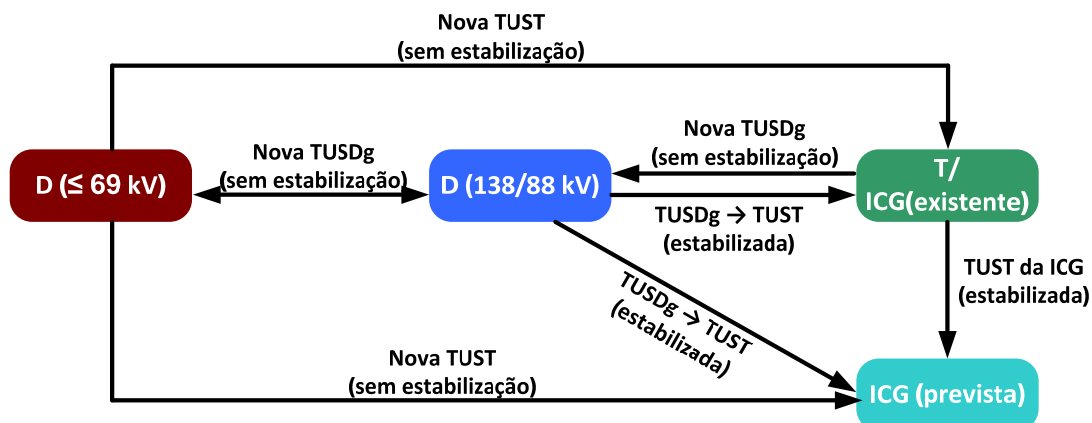 Nova TUST
(sem estabilização)
Nova TUSDg
(sem estabilização)
Nova TUSDg
(sem estabilização)
D (≤ 69 kV)
D (138/88 kV)
T/
ICG(existente)
TUSDg → TUST
(estabilizada)
TUST da ICG
(estabilizada)
TUSDg → TUST
(estabilizada)
Nova TUST
(sem estabilização)
ICG (prevista)